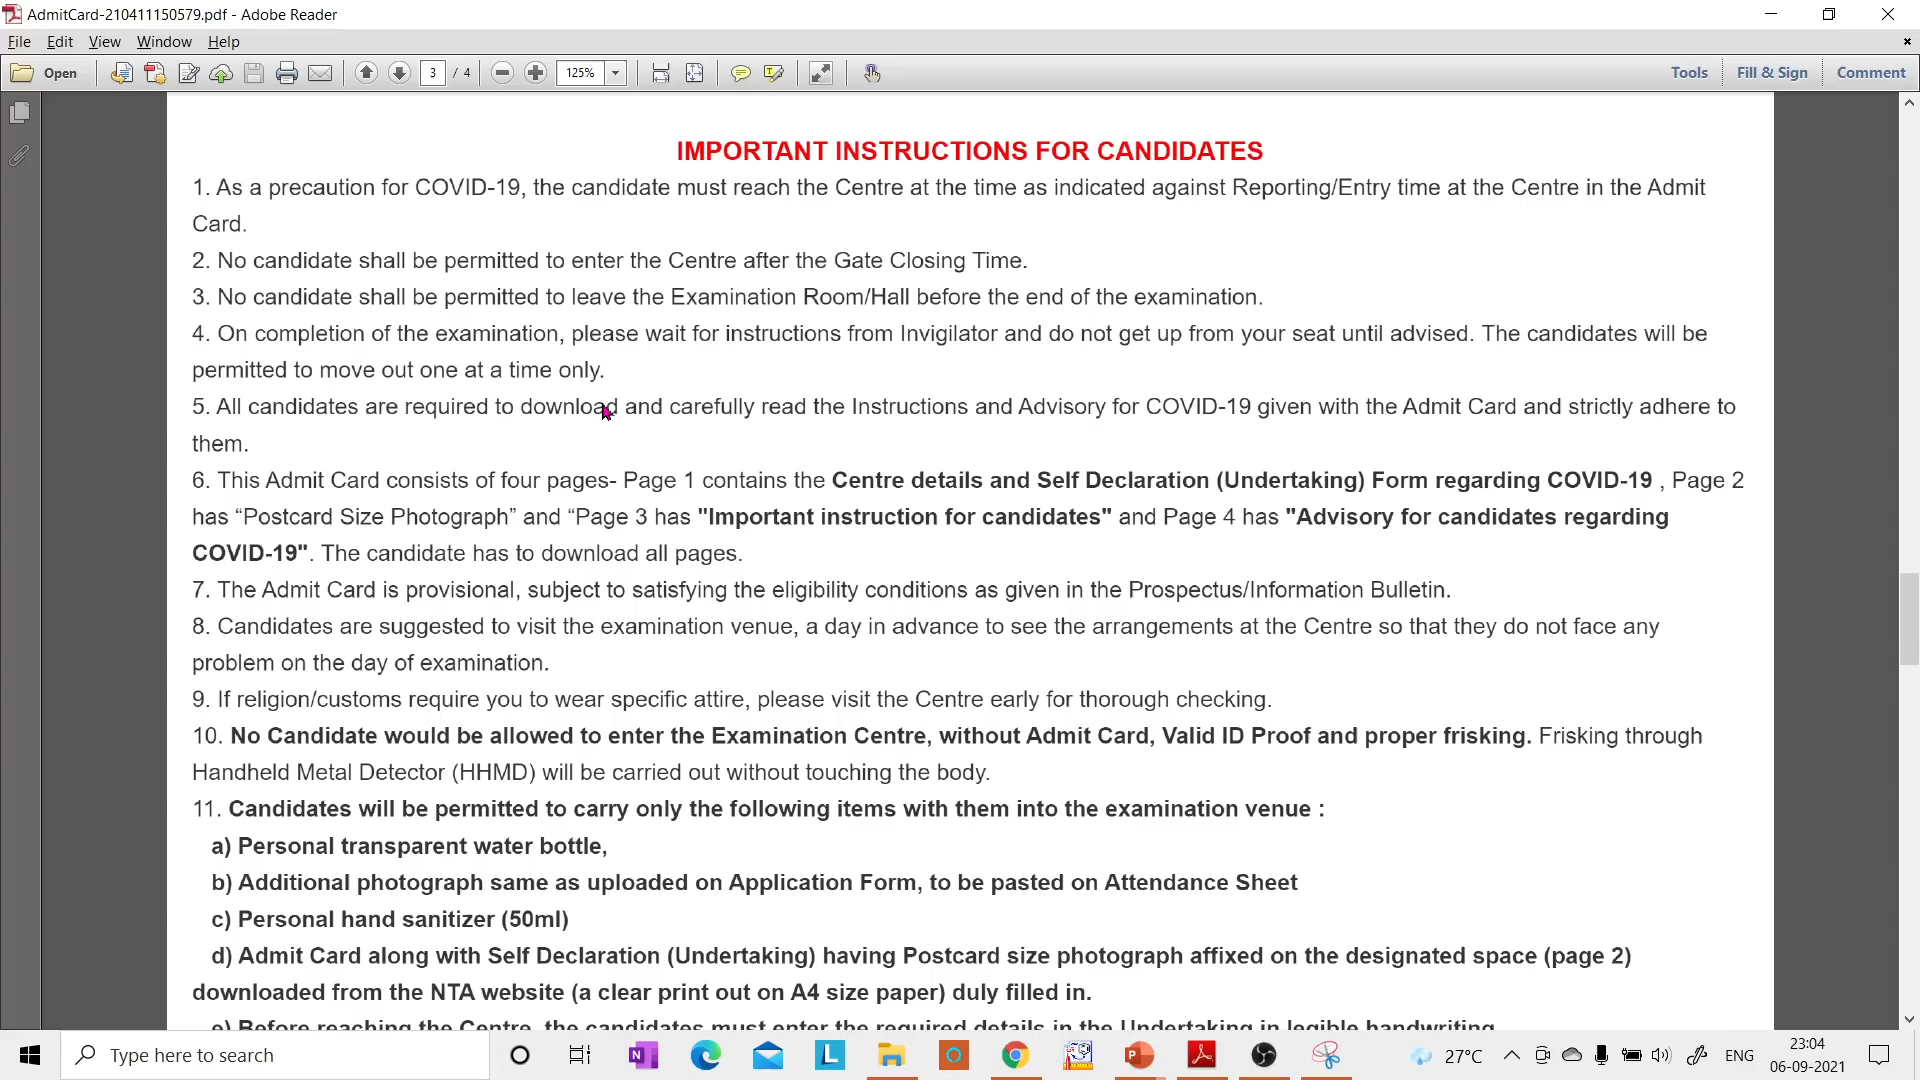 AdmitCard-210411150579.pdf - Adobe Reader
File Edit View Window Help
Open 3 / 4 125% Tools Fill & Sign Comment
IMPORTANT INSTRUCTIONS FOR CANDIDATES
1. As a precaution for COVID-19, the candidate must reach the Centre at the time as indicated against Reporting/Entry time at the Centre in the Admit
Card.
2. No candidate shall be permitted to enter the Centre after the Gate Closing Time.
3. No candidate shall be permitted to leave the Examination Room/Hall before the end of the examination.
4. On completion of the examination, please wait for instructions from Invigilator and do not get up from your seat until advised. The candidates will be
permitted to move out one at a time only.
5. All candidates are required to download and carefully read the Instructions and Advisory for COVID-19 given with the Admit Card and strictly adhere to
them.
6. This Admit Card consists of four pages- Page 1 contains the Centre details and Self Declaration (Undertaking) Form regarding COVID-19 , Page 2
has “Postcard Size Photograph” and “Page 3 has "Important instruction for candidates" and Page 4 has "Advisory for candidates regarding
COVID-19". The candidate has to download all pages.
7. The Admit Card is provisional, subject to satisfying the eligibility conditions as given in the Prospectus/Information Bulletin.
8. Candidates are suggested to visit the examination venue, a day in advance to see the arrangements at the Centre so that they do not face any
problem on the day of examination.
9. If religion/customs require you to wear specific attire, please visit the Centre early for thorough checking.
10. No Candidate would be allowed to enter the Examination Centre, without Admit Card, Valid ID Proof and proper frisking. Frisking through
Handheld Metal Detector (HHMD) will be carried out without touching the body.
11. Candidates will be permitted to carry only the following items with them into the examination venue :
a) Personal transparent water bottle,
b) Additional photograph same as uploaded on Application Form, to be pasted on Attendance Sheet
c) Personal hand sanitizer (50ml)
d) Admit Card along with Self Declaration (Undertaking) having Postcard size photograph affixed on the designated space (page 2)
downloaded from the NTA website (a clear print out on A4 size paper) duly filled in.
e) Before reaching the Centre, the candidates must enter the required details in the Undertaking in legible handwriting
Type here to search 27°C ENG 23:04
06-09-2021